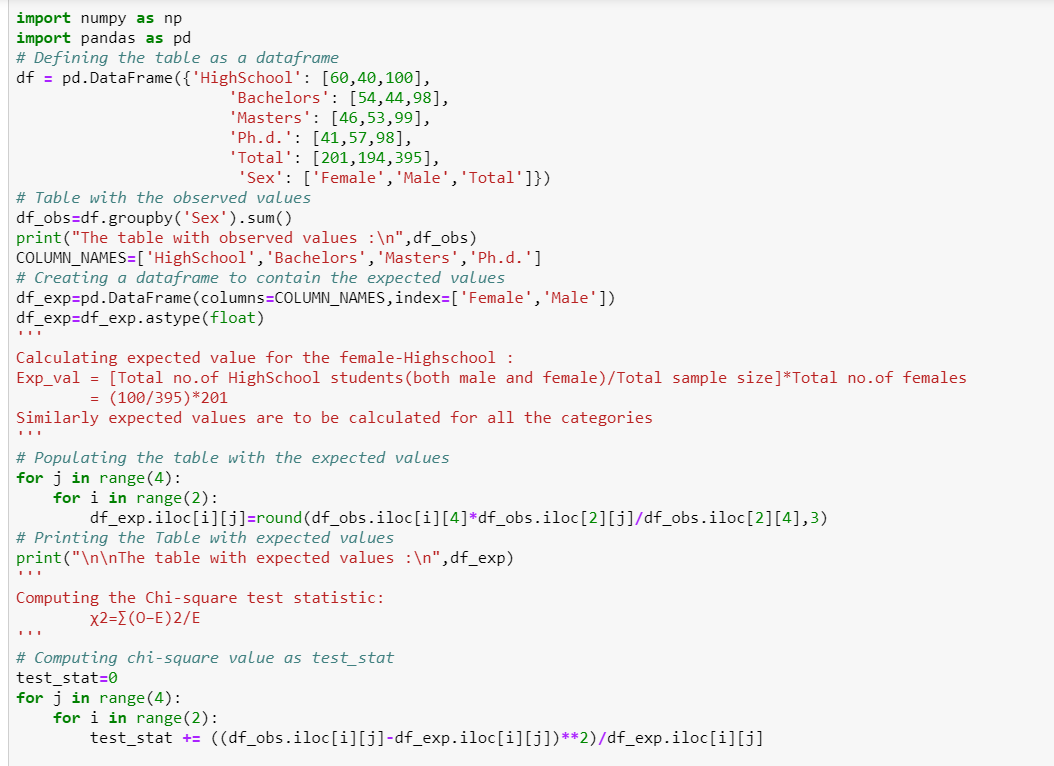 import numpy as np
import pandas as pd
# Defining the table as a dataframe
df = pd.DataFrame({'HighSchool': [60,40,100],
                       'Bachelors': [54,44,98],
                       'Masters': [46,53,99],
                       'Ph.d.': [41,57,98],
                       'Total': [201,194,395],
                        'Sex': ['Female','Male','Total']})
# Table with the observed values
df_obs=df.groupby('Sex').sum()
print("The table with observed values :\n",df_obs)
COLUMN_NAMES=['HighSchool','Bachelors','Masters','Ph.d.']
# Creating a dataframe to contain the expected values
df_exp=pd.DataFrame(columns=COLUMN_NAMES,index=['Female','Male'])
df_exp=df_exp.astype(float)
'''
Calculating expected value for the female-Highschool :
Exp_val = [Total no.of HighSchool students(both male and female)/Total sample size]*Total no.of females
        = (100/395)*201
Similarly expected values are to be calculated for all the categories
'''
# Populating the table with the expected values
for j in range(4):
    for i in range(2):
        df_exp.iloc[i][j]=round(df_obs.iloc[i][4]*df_obs.iloc[2][j]/df_obs.iloc[2][4],3)
# Printing the Table with expected values
print("\n\nThe table with expected values :\n",df_exp)
'''
Computing the Chi-square test statistic:
        χ2=∑(O−E)2/E
'''
# Computing chi-square value as test_stat
test_stat=0
for j in range(4):
    for i in range(2):
        test_stat += ((df_obs.iloc[i][j]-df_exp.iloc[i][j])**2)/df_exp.iloc[i][j]